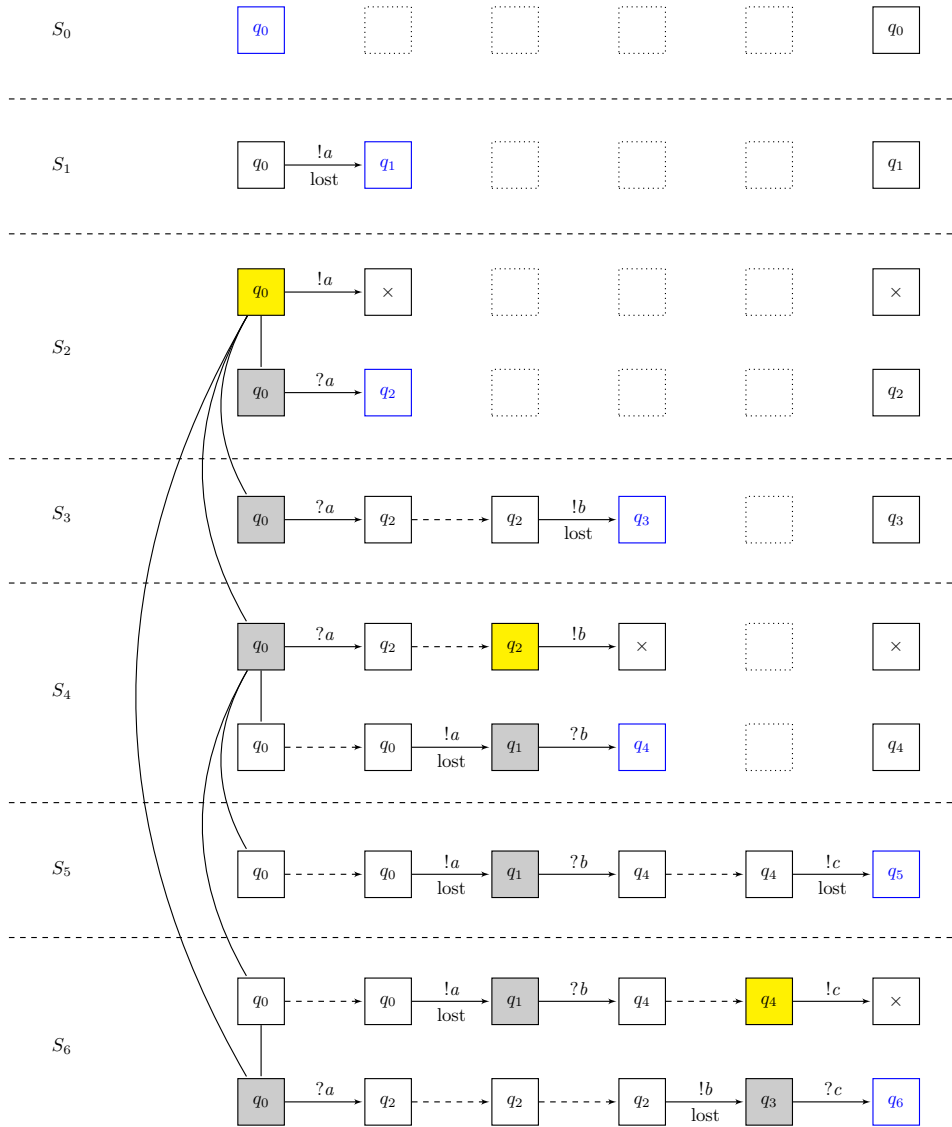 S₀ q₀ q₀
!a
S₁ q₀ q₁ q₁
lost
!a
q₀ × ×
S₂
?a
q₀ q₂ q₂
?a !b
S₃ q₀ q₂ q₂ q₃ q₃
lost
?a !b
q₀ q₂ q₂ × ×
S₄
!a ?b
q₀ q₀ q₁ q₄ q₄
lost
!a ?b !c
S₅ q₀ q₀ q₁ q₄ q₄ q₅
lost lost
!a ?b !c
q₀ q₀ q₁ q₄ q₄ ×
lost
S₆
?a !b ?c
q₀ q₂ q₂ q₂ q₃ q₆
lost